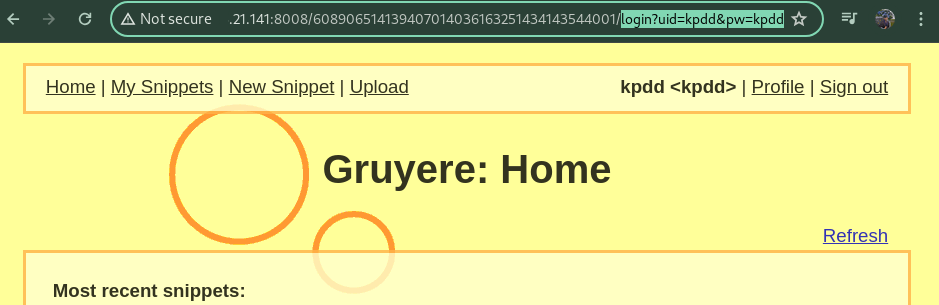 Not secure .21.141:8008/608906514139407014036163251434143544001/login?uid=kpdd&pw=kpdd
Home | My Snippets | New Snippet | Upload kpdd <kpdd> | Profile | Sign out
Gruyere: Home
Refresh
Most recent snippets: